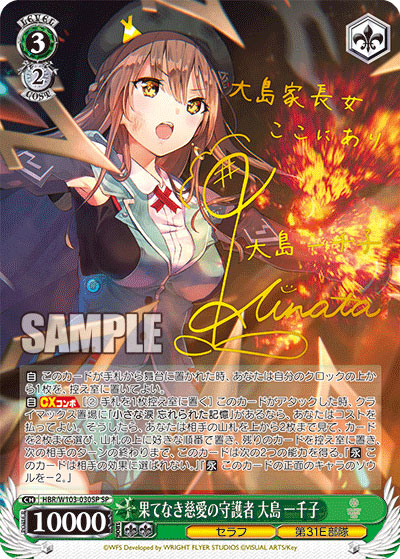 LEVEL
3
2
COST
大島家長女
ここにあり
大島 一千子
Minata
SAMPLE
自 このカードが手札から舞台に置かれた時、あなたは自分のクロックの上か
ら1枚を、控え室に置いてよい。
自 CXコンボ [③ 手札を1枚控え室に置く] このカードがアタックした時、クラ
イマックス置場に「小さな涙 忘れられた記憶」があるなら、あなたはコストを
払ってよい。そうしたら、あなたは相手の山札を上から2枚まで見て、カー
ドを2枚まで選び、山札の上に好きな順番で置き、残りのカードを控え室に置き、
次の相手のターンの終わりまで、このカードは次の2つの能力を得る。『永 こ
のカードは相手の効果に選ばれない。』『永 このカードの正面のキャラのソウ
ルを－2。』
CH
HBR/W103-030SP SP
10000
果てなき慈愛の守護者 大島 一千子
セラフ
第31E部隊
©WFS Developed by WRIGHT FLYER STUDIOS ©VISUAL ARTS/Key